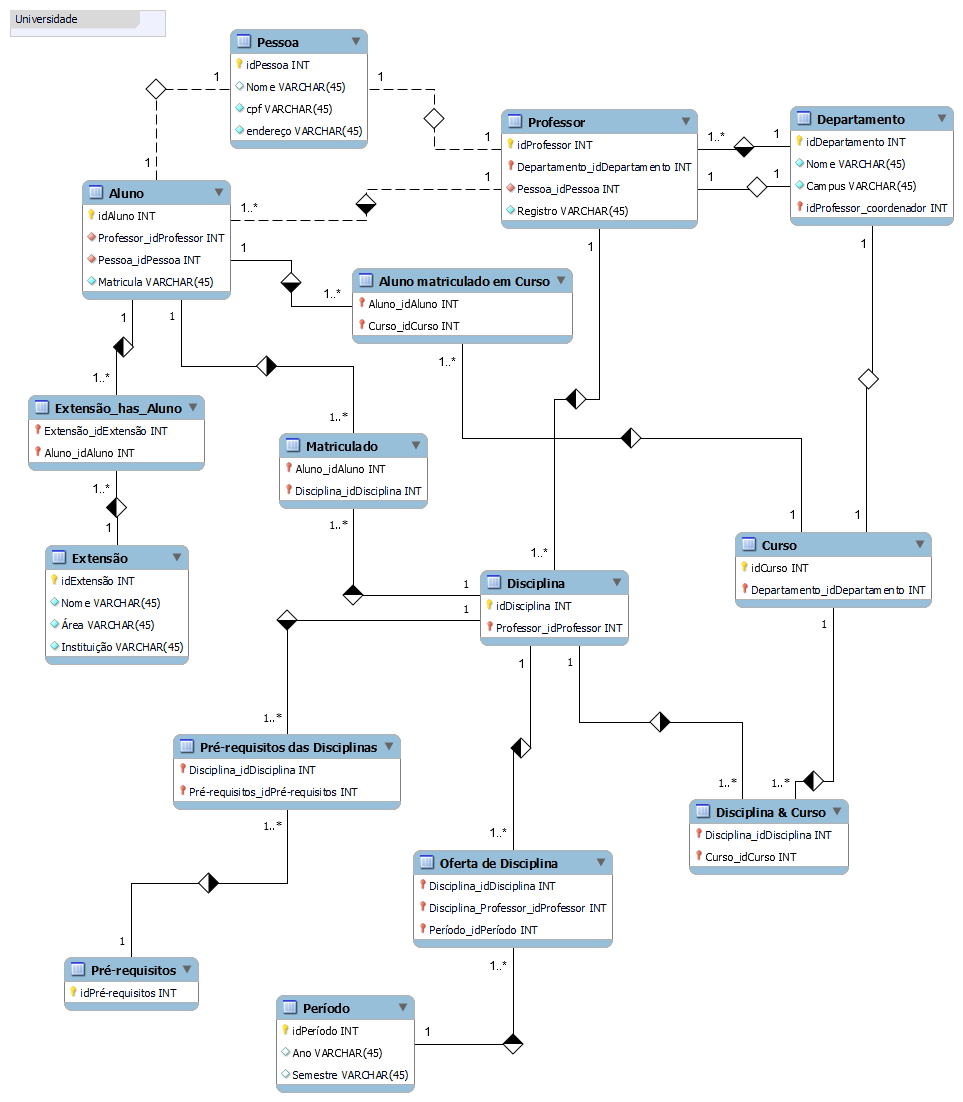 Universidade
Pessoa
idPessoa INT
Nome VARCHAR(45)
cpf VARCHAR(45)
endereço VARCHAR(45)
1
1
1
1
Professor
idProfessor INT
Departamento_idDepartamento INT
Pessoa_idPessoa INT
Registro VARCHAR(45)
1..*
1
1
1
Departamento
idDepartamento INT
Nome VARCHAR(45)
Campus VARCHAR(45)
idProfessor_coordenador INT
Aluno
idAluno INT
Professor_idProfessor INT
Pessoa_idPessoa INT
Matricula VARCHAR(45)
1..*
1
1
1..*
1
1
Aluno matriculado em Curso
Aluno_idAluno INT
Curso_idCurso INT
1
1
1..*
1..*
Extensão_has_Aluno
Extensão_idExtensão INT
Aluno_idAluno INT
1..*
1..*
1
Matriculado
Aluno_idAluno INT
Disciplina_idDisciplina INT
1..*
1
1
1
Extensão
idExtensão INT
Nome VARCHAR(45)
Área VARCHAR(45)
Instituição VARCHAR(45)
1..*
1
1
Disciplina
idDisciplina INT
Professor_idProfessor INT
Curso
idCurso INT
Departamento_idDepartamento INT
1
1
1
1..*
Pré-requisitos das Disciplinas
Disciplina_idDisciplina INT
Pré-requisitos_idPré-requisitos INT
1..*
1..*
1..*
Disciplina & Curso
Disciplina_idDisciplina INT
Curso_idCurso INT
1..*
Oferta de Disciplina
Disciplina_idDisciplina INT
Disciplina_Professor_idProfessor INT
Período_idPeríodo INT
1
1..*
Pré-requisitos
idPré-requisitos INT
Período
idPeríodo INT
Ano VARCHAR(45)
Semestre VARCHAR(45)
1